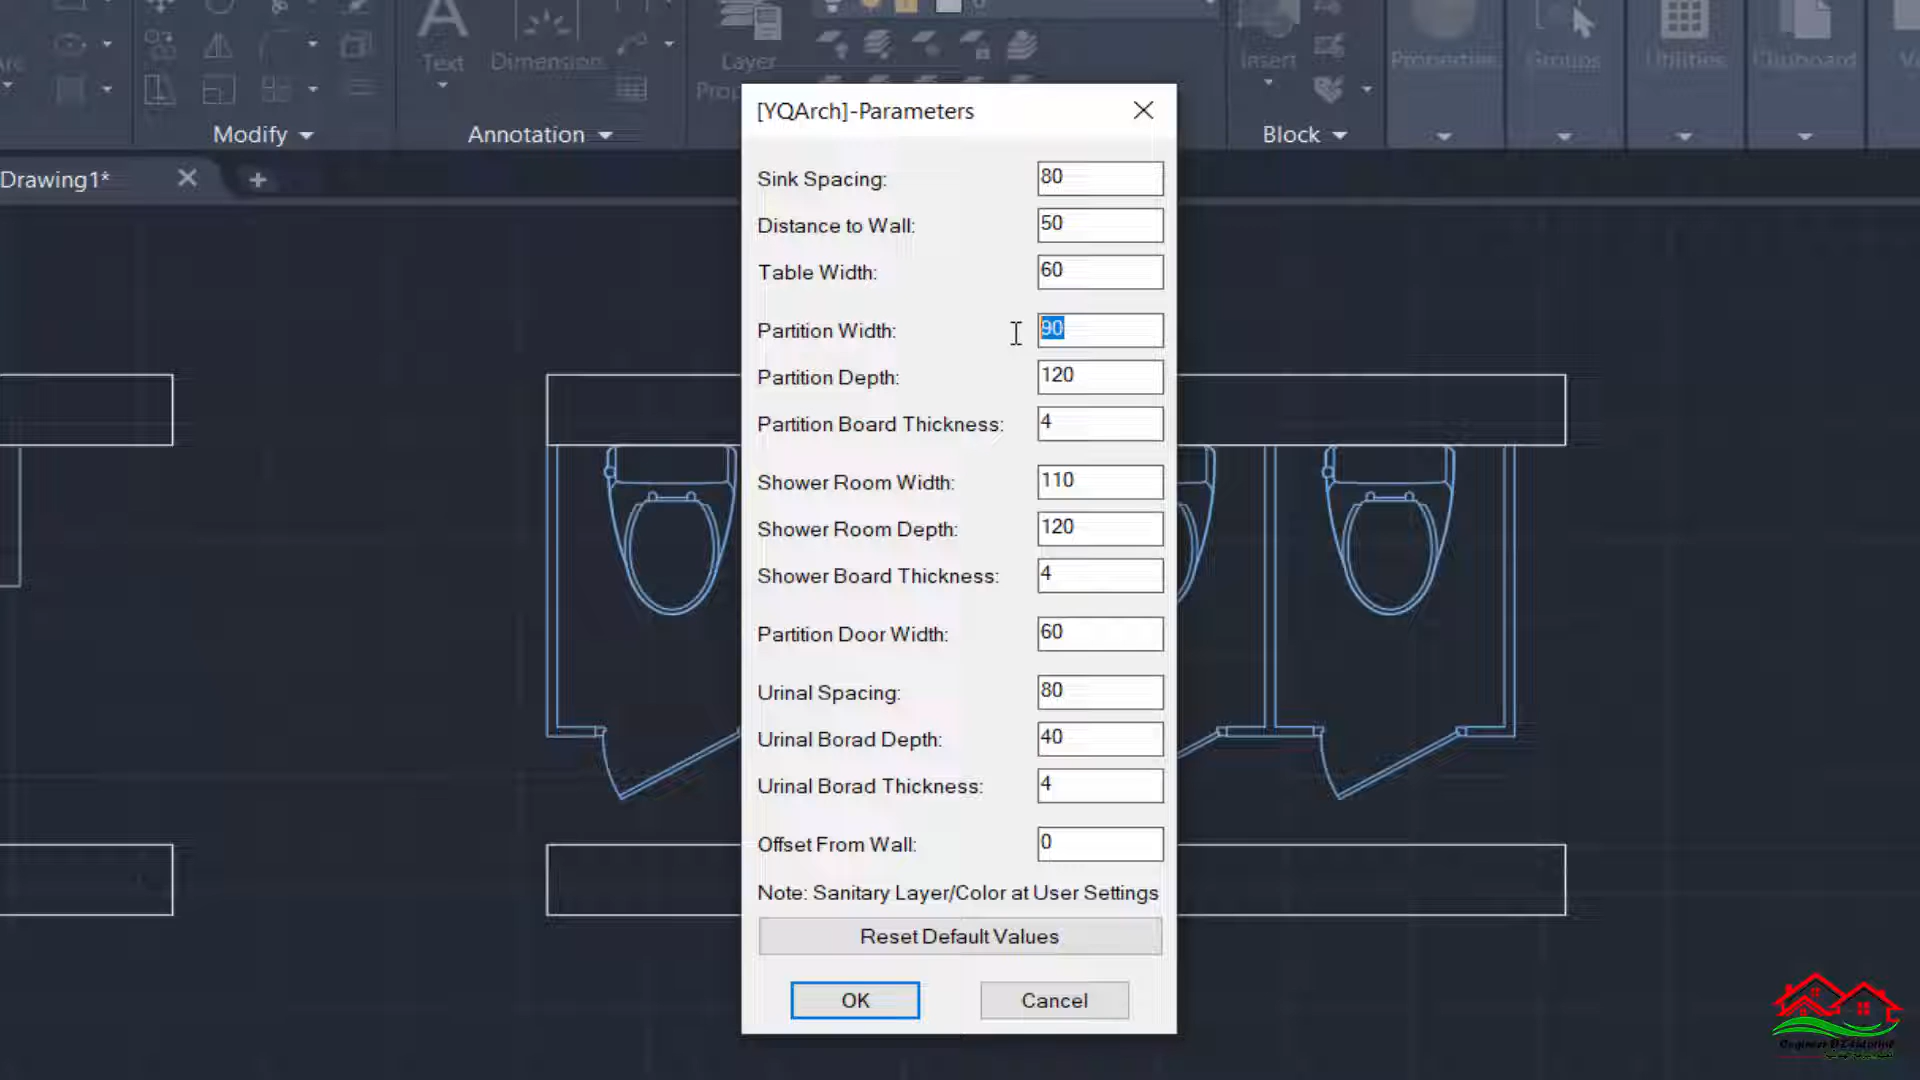 Text
Dimension
Layer
Insert
Properties
Groups
Utilities
Clipboard
Modify
Annotation
Block
Drawing1*
[YQArch]-Parameters
Sink Spacing: 80
Distance to Wall: 50
Table Width: 60
Partition Width: 90
Partition Depth: 120
Partition Board Thickness: 4
Shower Room Width: 110
Shower Room Depth: 120
Shower Board Thickness: 4
Partition Door Width: 60
Urinal Spacing: 80
Urinal Borad Depth: 40
Urinal Borad Thickness: 4
Offset From Wall: 0
Note: Sanitary Layer/Color at User Settings
Reset Default Values
OK
Cancel